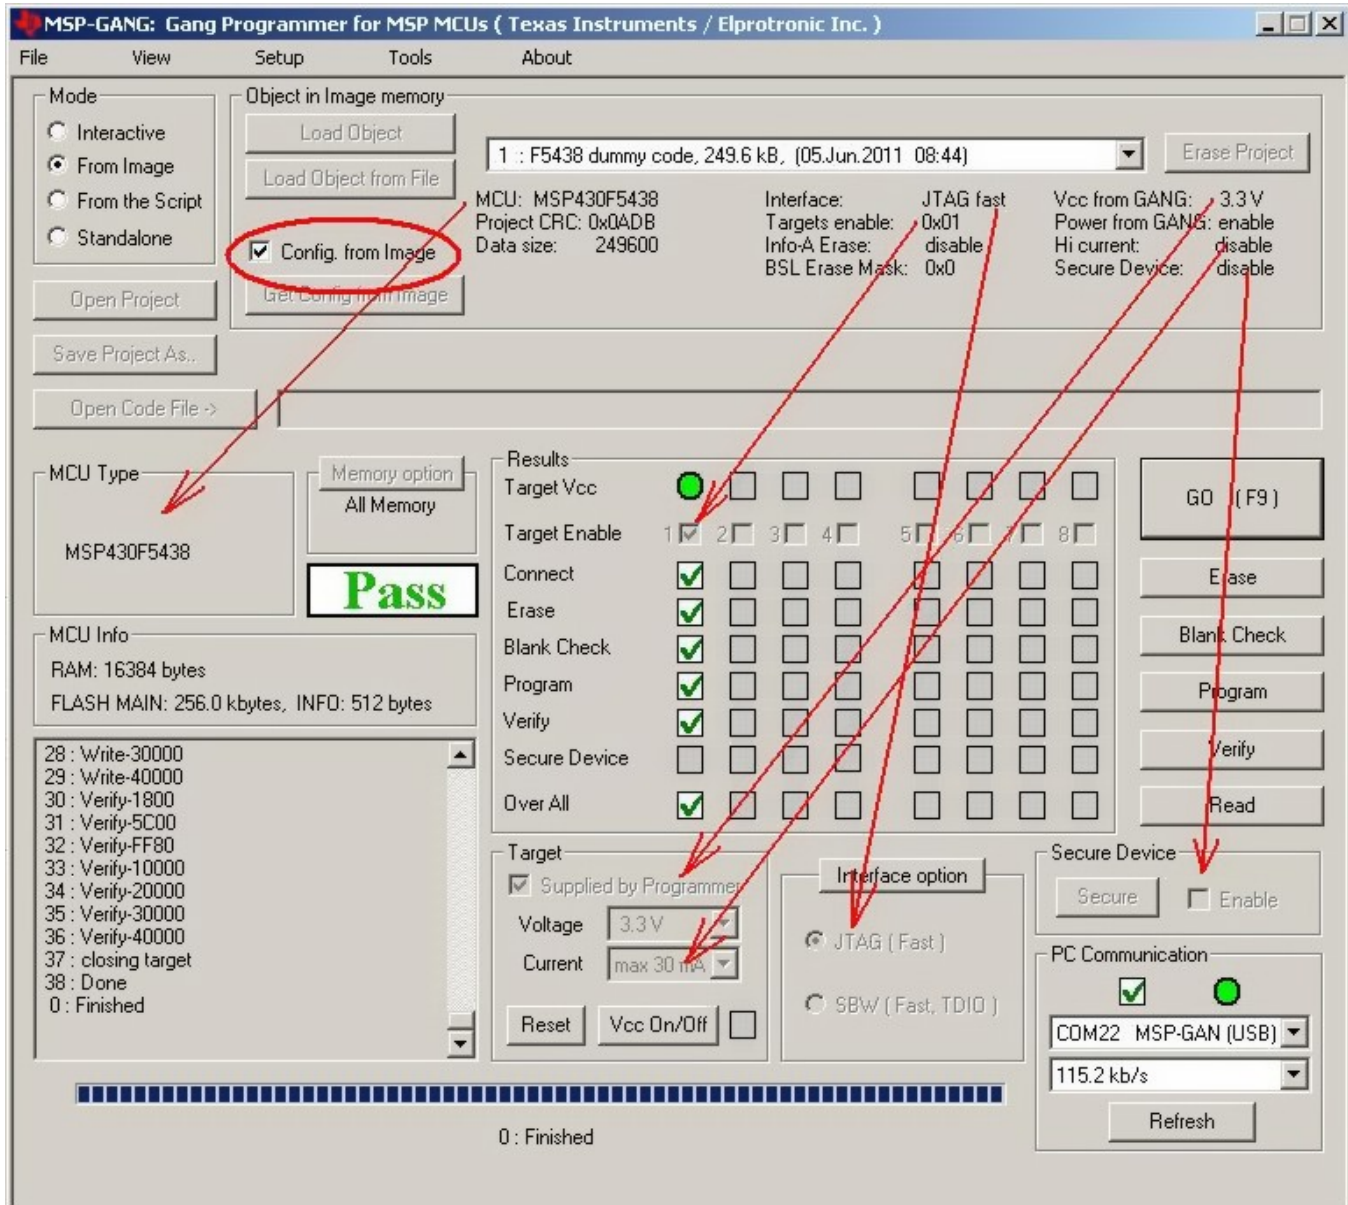 MSP-GANG: Gang Programmer for MSP MCUs ( Texas Instruments / Elprotronic Inc. )
File View Setup Tools About
Mode
Interactive
From Image
From the Script
Standalone
Open Project
Save Project As..
Open Code File ->
Object in Image memory
Load Object
Load Object from File
Config. from Image
Get Config from Image
1 : F5438 dummy code, 249.6 kB, (05.Jun.2011 08:44)
Erase Project
MCU: MSP430F5438
Project CRC: 0x0ADB
Data size: 249600
Interface: JTAG fast
Targets enable: 0x01
Info-A Erase: disable
BSL Erase Mask: 0x0
Vcc from GANG: 3.3 V
Power from GANG: enable
Hi current: disable
Secure Device: disable
MCU Type
MSP430F5438
Memory option
All Memory
Pass
MCU Info
RAM: 16384 bytes
FLASH MAIN: 256.0 kbytes, INFO: 512 bytes
28 : Write-30000
29 : Write-40000
30 : Verify-1800
31 : Verify-5C00
32 : Verify-FF80
33 : Verify-10000
34 : Verify-20000
35 : Verify-30000
36 : Verify-40000
37 : closing target
38 : Done
0 : Finished
Results
Target Vcc
Target Enable 1 2 3 4 5 6 7 8
Connect
Erase
Blank Check
Program
Verify
Secure Device
Over All
GO ( F9 )
Erase
Blank Check
Program
Verify
Read
Target
Supplied by Programmer
Voltage 3.3 V
Current max 30 mA
Reset Vcc On/Off
Interface option
JTAG ( Fast )
SBW ( Fast, TDIO )
Secure Device
Secure Enable
PC Communication
COM22 MSP-GAN (USB)
115.2 kb/s
Refresh
0 : Finished